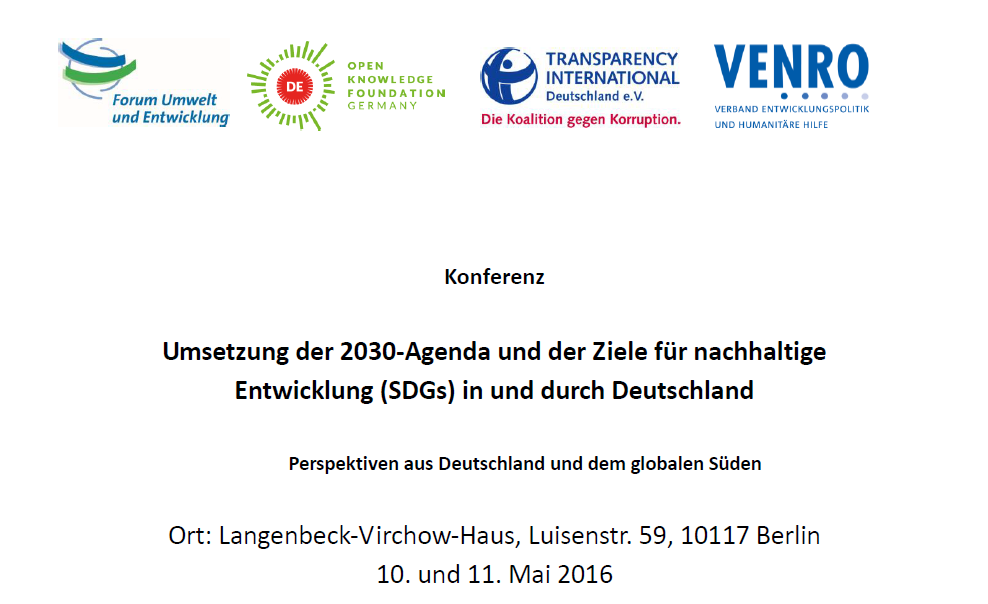 Forum Umwelt
und Entwicklung
DE
OPEN
KNOWLEDGE
FOUNDATION
GERMANY
TRANSPARENCY
INTERNATIONAL
Deutschland e.V.
Die Koalition gegen Korruption.
VENRO
VERBAND ENTWICKLUNGSPOLITIK
UND HUMANITÄRE HILFE
Konferenz
Umsetzung der 2030-Agenda und der Ziele für nachhaltige
Entwicklung (SDGs) in und durch Deutschland
Perspektiven aus Deutschland und dem globalen Süden
Ort: Langenbeck-Virchow-Haus, Luisenstr. 59, 10117 Berlin
10. und 11. Mai 2016